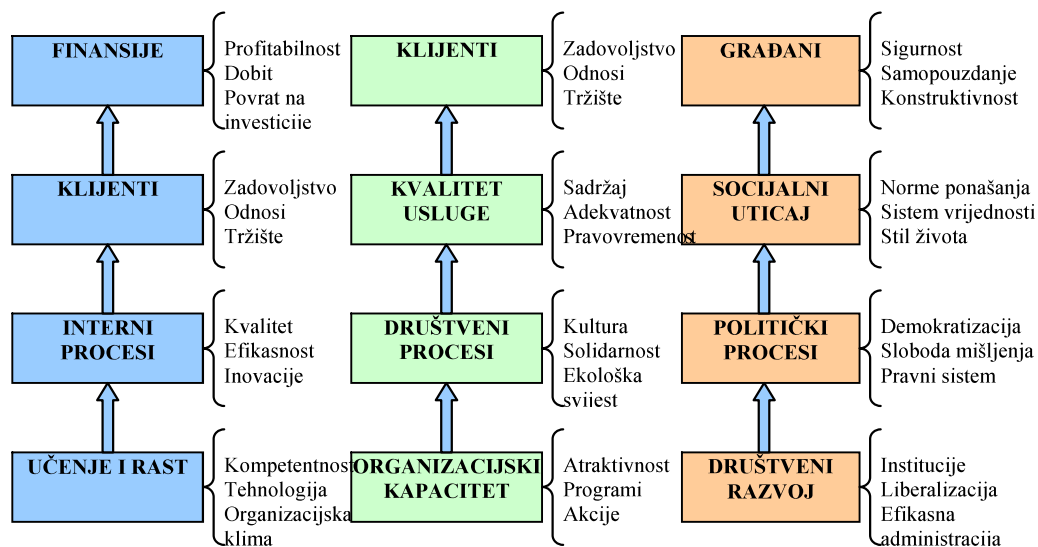 FINANSIJE
Profitabilnost
Dobit
Povrat na
investicije
KLIJENTI
Zadovoljstvo
Odnosi
Tržište
INTERNI
PROCESI
Kvalitet
Efikasnost
Inovacije
UČENJE I RAST
Kompetentnost
Tehnologija
Organizacijska
klima
KLIJENTI
Zadovoljstvo
Odnosi
Tržište
KVALITET
USLUGE
Sadržaj
Adekvatnost
Pravovremenost
DRUŠTVENI
PROCESI
Kultura
Solidarnost
Ekološka
svijest
ORGANIZACIJSKI
KAPACITET
Atraktivnost
Programi
Akcije
GRAĐANI
Sigurnost
Samopouzdanje
Konstruktivnost
SOCIJALNI
UTICAJ
Norme ponašanja
Sistem vrijednosti
Stil života
POLITIČKI
PROCESI
Demokratizacija
Sloboda mišljenja
Pravni sistem
DRUŠTVENI
RAZVOJ
Institucije
Liberalizacija
Efikasna
administracija